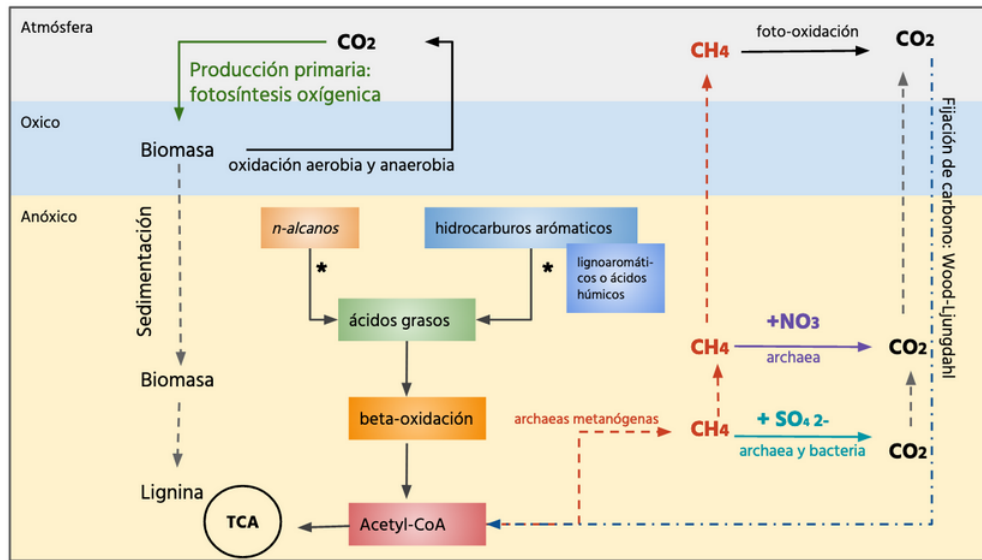 Atmósfera
CO2
Producción primaria:
fotosíntesis oxígenica
CH4
foto-oxidación
CO2
Oxico
Biomasa
oxidación aerobia y anaerobia
Fijación de carbono: Wood-Ljungdahl
Anóxico
Sedimentación
n-alcanos
hidrocarburos arómaticos
*
*
lignoaromáti-
cos o ácidos
húmicos
ácidos grasos
CH4
+NO3
archaea
CO2
Biomasa
beta-oxidación
archaeas metanógenas
CH4
+ SO4 2-
archaea y bacteria
CO2
Lignina
TCA
Acetyl-CoA